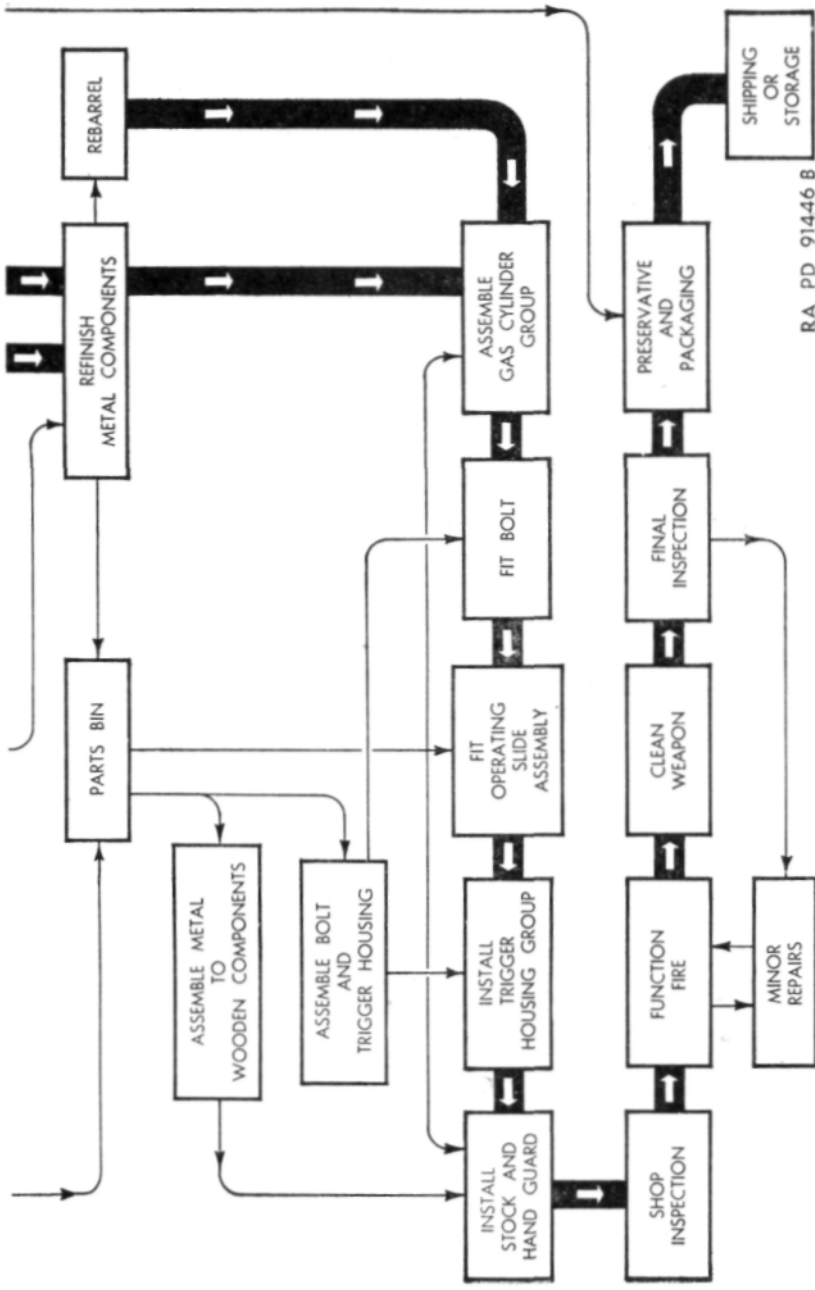 PARTS BIN
REFINISH
METAL COMPONENTS
REBARREL
ASSEMBLE METAL
TO
WOODEN COMPONENTS
ASSEMBLE BOLT
AND
TRIGGER HOUSING
INSTALL
STOCK AND
HAND GUARD
INSTALL
TRIGGER
HOUSING GROUP
FIT
OPERATING
SLIDE
ASSEMBLY
FIT BOLT
ASSEMBLE
GAS CYLINDER
GROUP
SHOP
INSPECTION
FUNCTION
FIRE
CLEAN
WEAPON
FINAL
INSPECTION
PRESERVATIVE
AND
PACKAGING
SHIPPING
OR
STORAGE
MINOR
REPAIRS
RA PD 91446 B